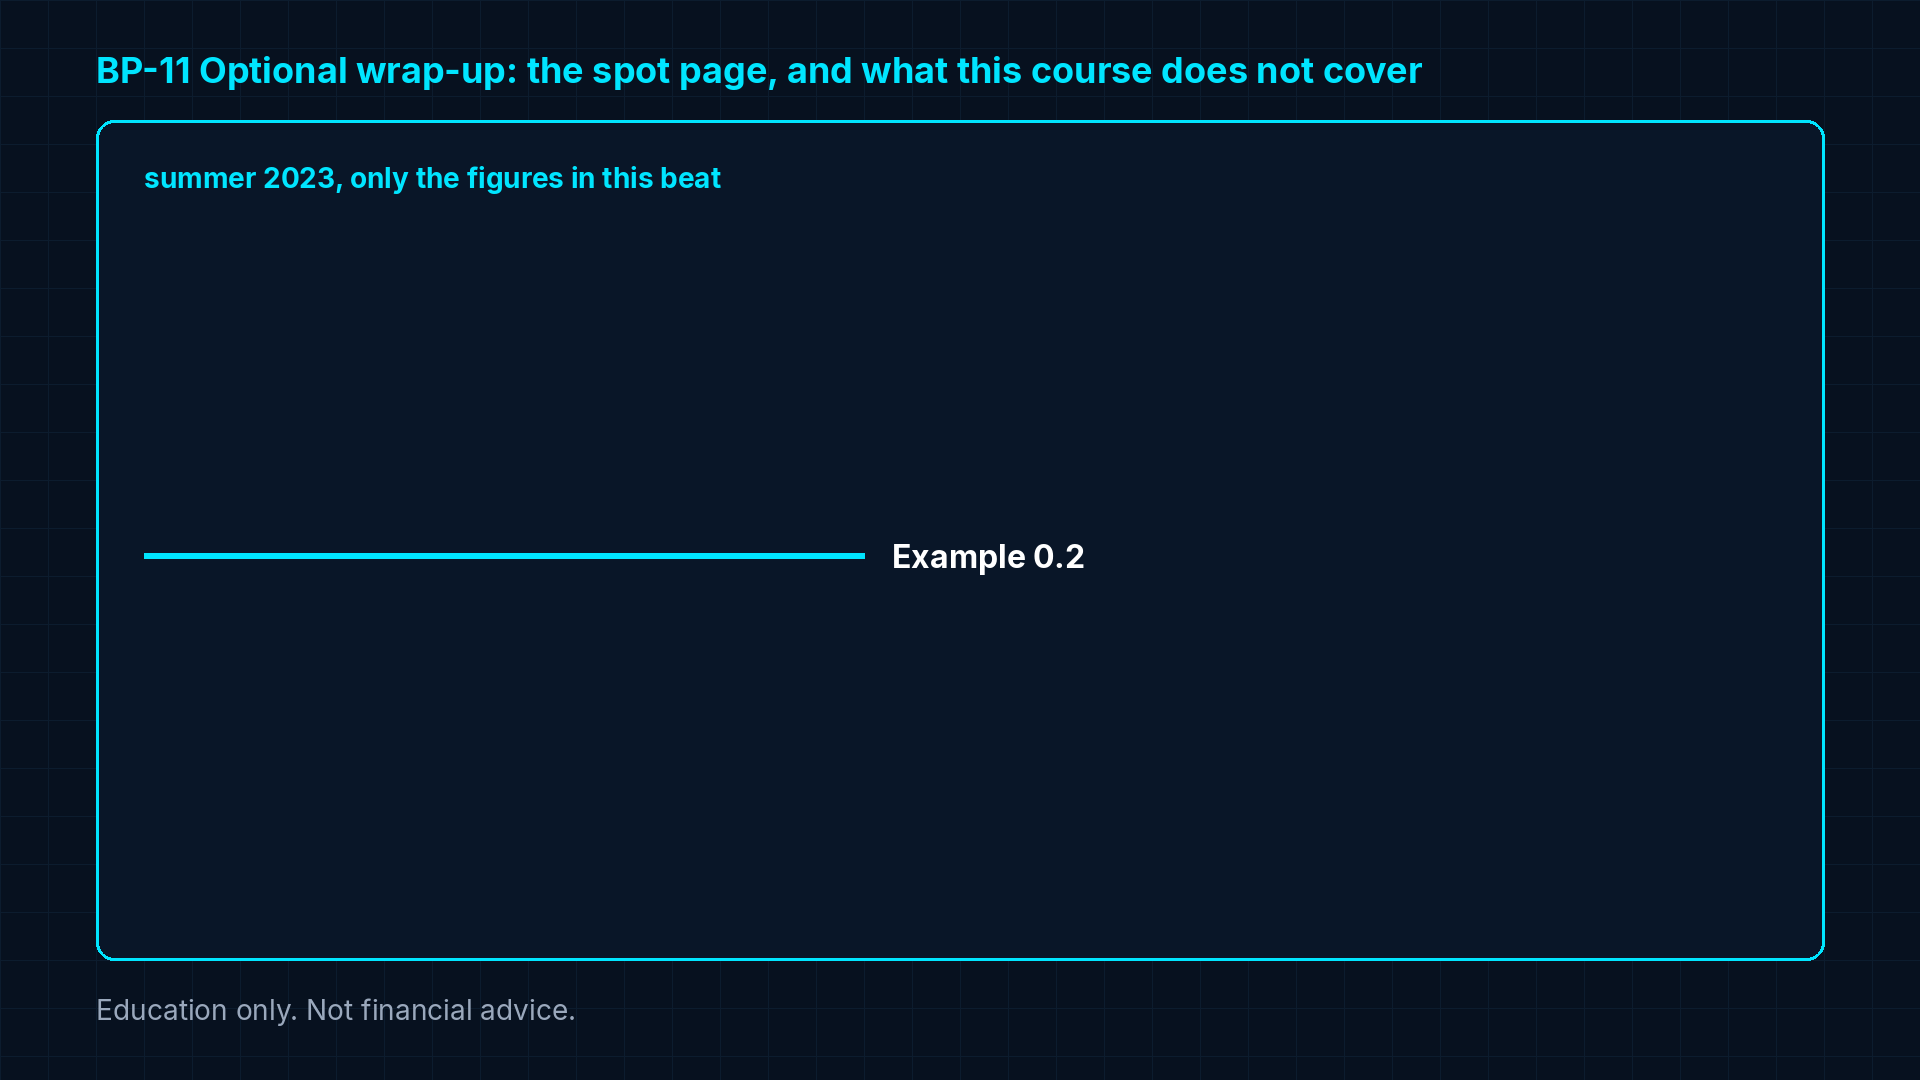 BP-11 Optional wrap-up: the spot page, and what this course does not cover
summer 2023, only the figures in this beat
Example 0.2
Education only. Not financial advice.